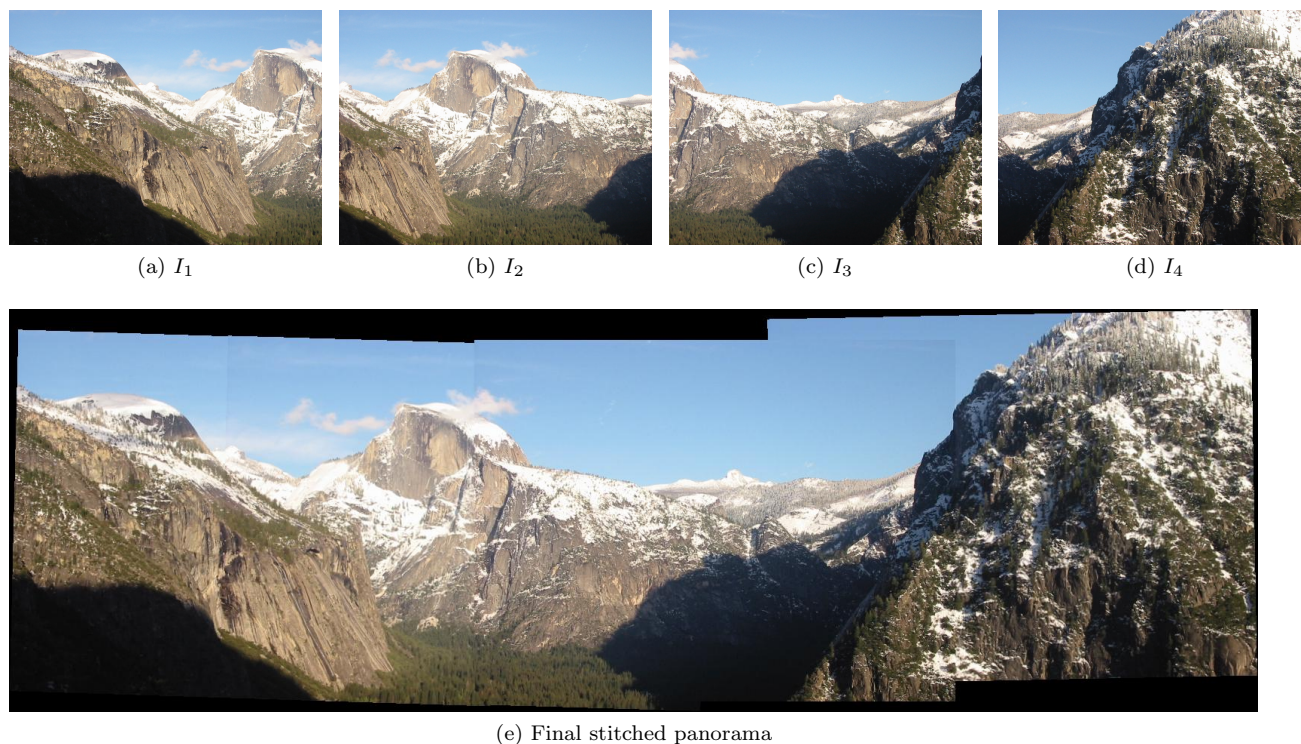 (a) I₁
(b) I₂
(c) I₃
(d) I₄
(e) Final stitched panorama